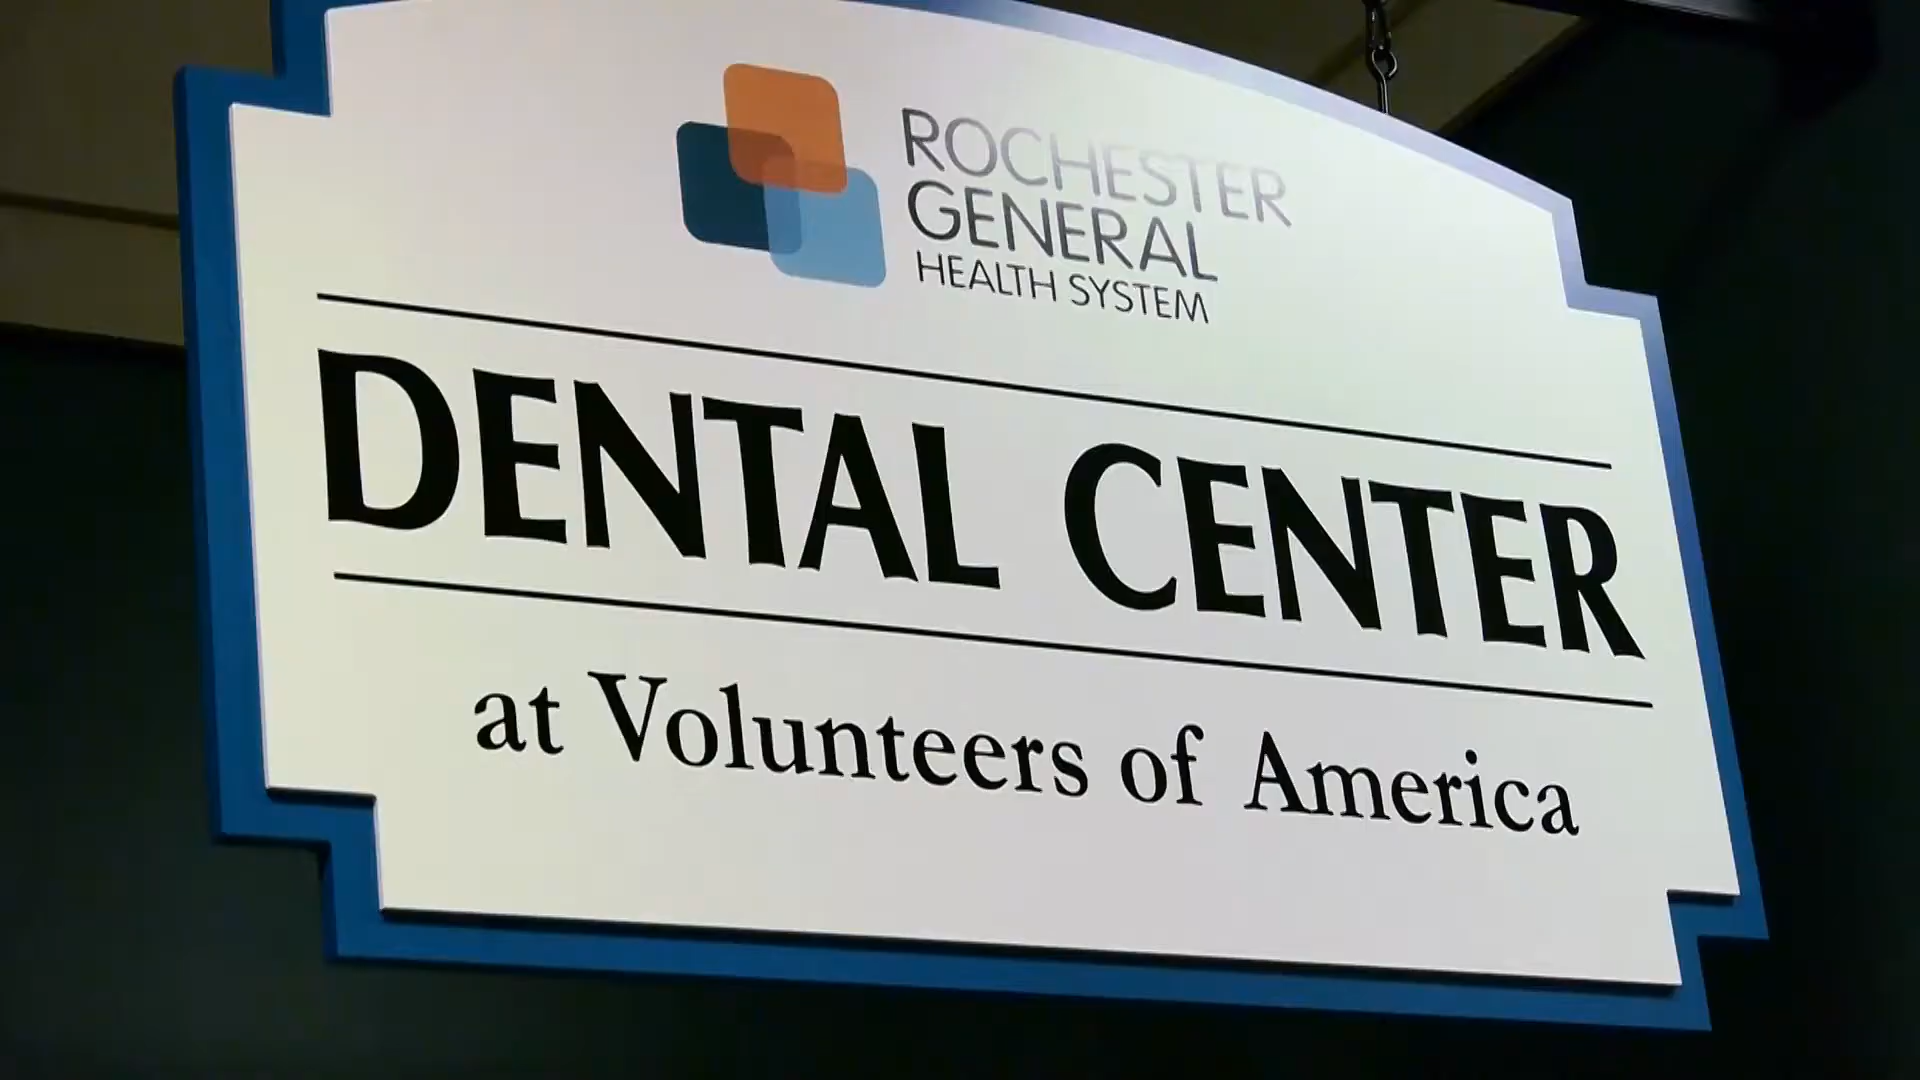 ROCHESTER
GENERAL
HEALTH SYSTEM
DENTAL CENTER
at Volunteers of America